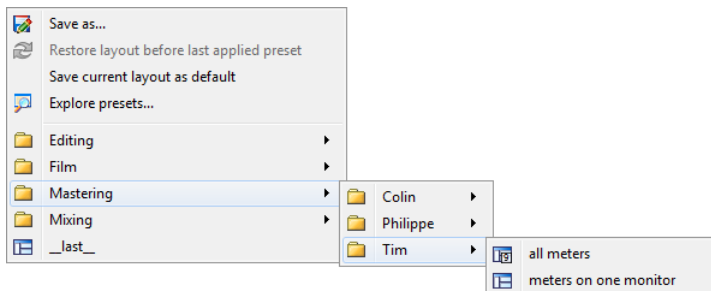 Save as...
Restore layout before last applied preset
Save current layout as default
Explore presets...
Editing
Film
Mastering
Mixing
__last__
Colin
Philippe
Tim
all meters
meters on one monitor